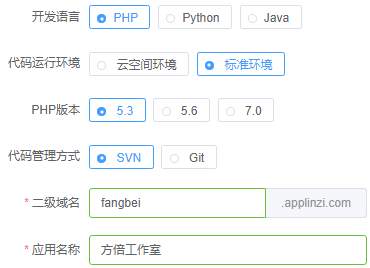 开发语言 PHP Python Java
代码运行环境 云空间环境 标准环境
PHP版本 5.3 5.6 7.0
代码管理方式 SVN Git
* 二级域名 fangbei .applinzi.com
* 应用名称 方倍工作室